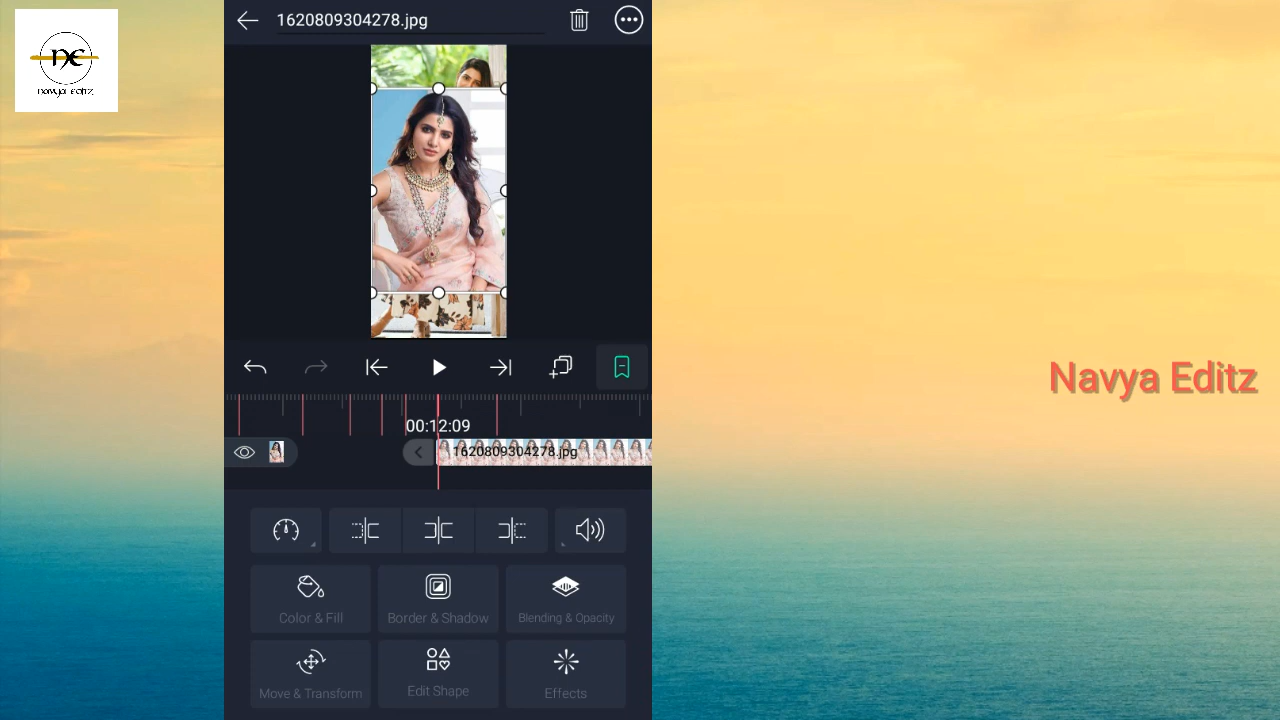 1620809304278.jpg
NE
Navya Editz
Navya Editz
00:12:09
1620809304278.jpg
Color & Fill
Border & Shadow
Blending & Opacity
Move & Transform
Edit Shape
Effects